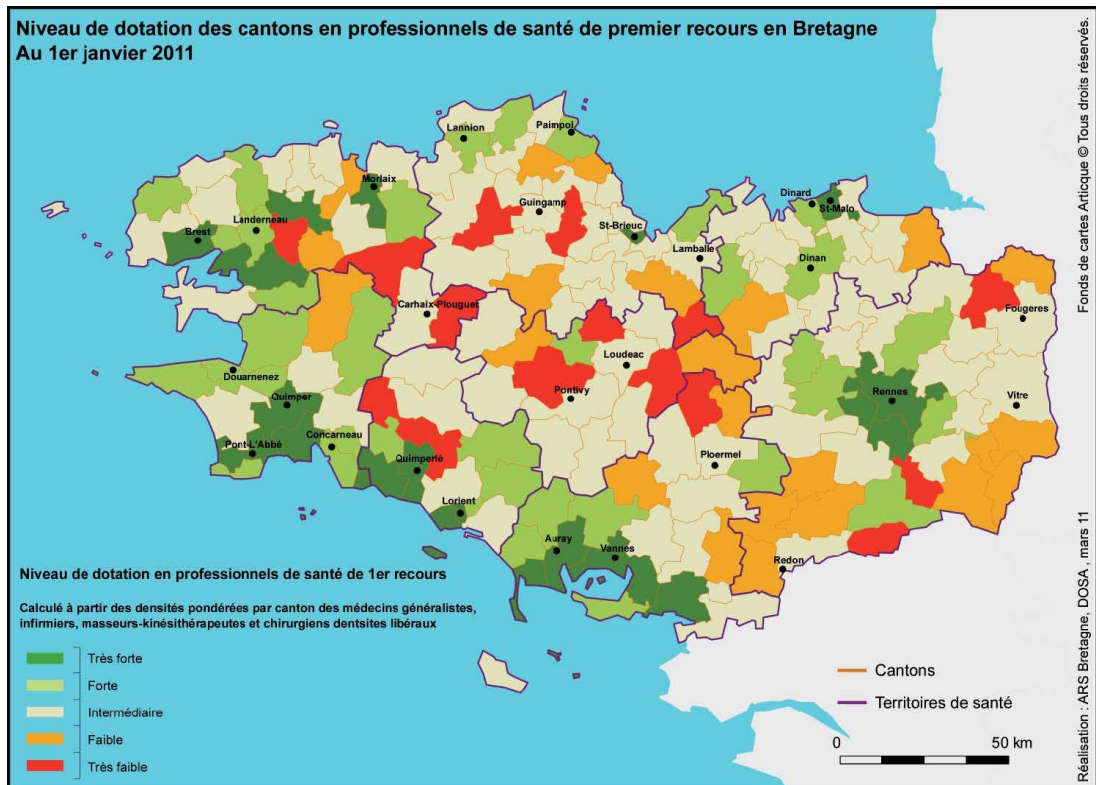 Niveau de dotation des cantons en professionnels de santé de premier recours en Bretagne
Au 1er janvier 2011
Fonds de cartes Articque © Tous droits réservés.
Lannion
Paimpol
Morlaix
Guingamp
Dinard
St-Malo
Landerneau
Brest
St-Brieuc
Lamballe
Dinan
Carhaix-Plouguer
Fougeres
Loudeac
Douarnenez
Pontivy
Rennes
Vitre
Quimper
Pont-L'Abbé
Concarneau
Quimperlé
Ploermel
Lorient
Auray
Vannes
Redon
Niveau de dotation en professionnels de santé de 1er recours
Calculé à partir des densités pondérées par canton des médecins généralistes,
infirmiers, masseurs-kinésithérapeutes et chirurgiens dentsites libéraux
Très forte
Forte
Intermédiaire
Faible
Très faible
Cantons
Territoires de santé
0 50 km
Réalisation : ARS Bretagne, DOSA , mars 11